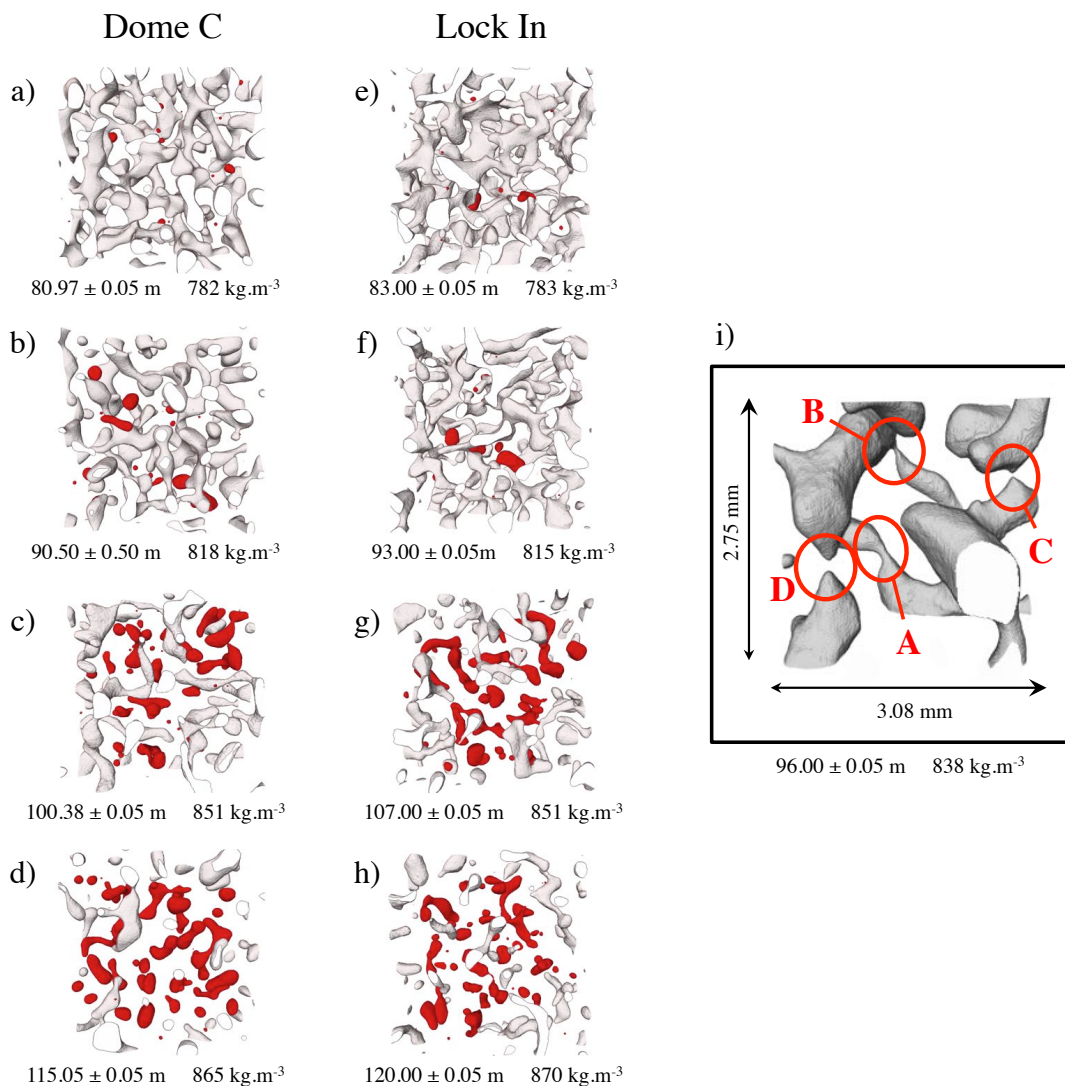 Dome C
Lock In
a)
80.97 ± 0.05 m 782 kg.m⁻³
e)
83.00 ± 0.05 m 783 kg.m⁻³
b)
90.50 ± 0.50 m 818 kg.m⁻³
f)
93.00 ± 0.05m 815 kg.m⁻³
c)
100.38 ± 0.05 m 851 kg.m⁻³
g)
107.00 ± 0.05 m 851 kg.m⁻³
d)
115.05 ± 0.05 m 865 kg.m⁻³
h)
120.00 ± 0.05 m 870 kg.m⁻³
i)
B
2.75 mm
C
D
A
3.08 mm
96.00 ± 0.05 m 838 kg.m⁻³